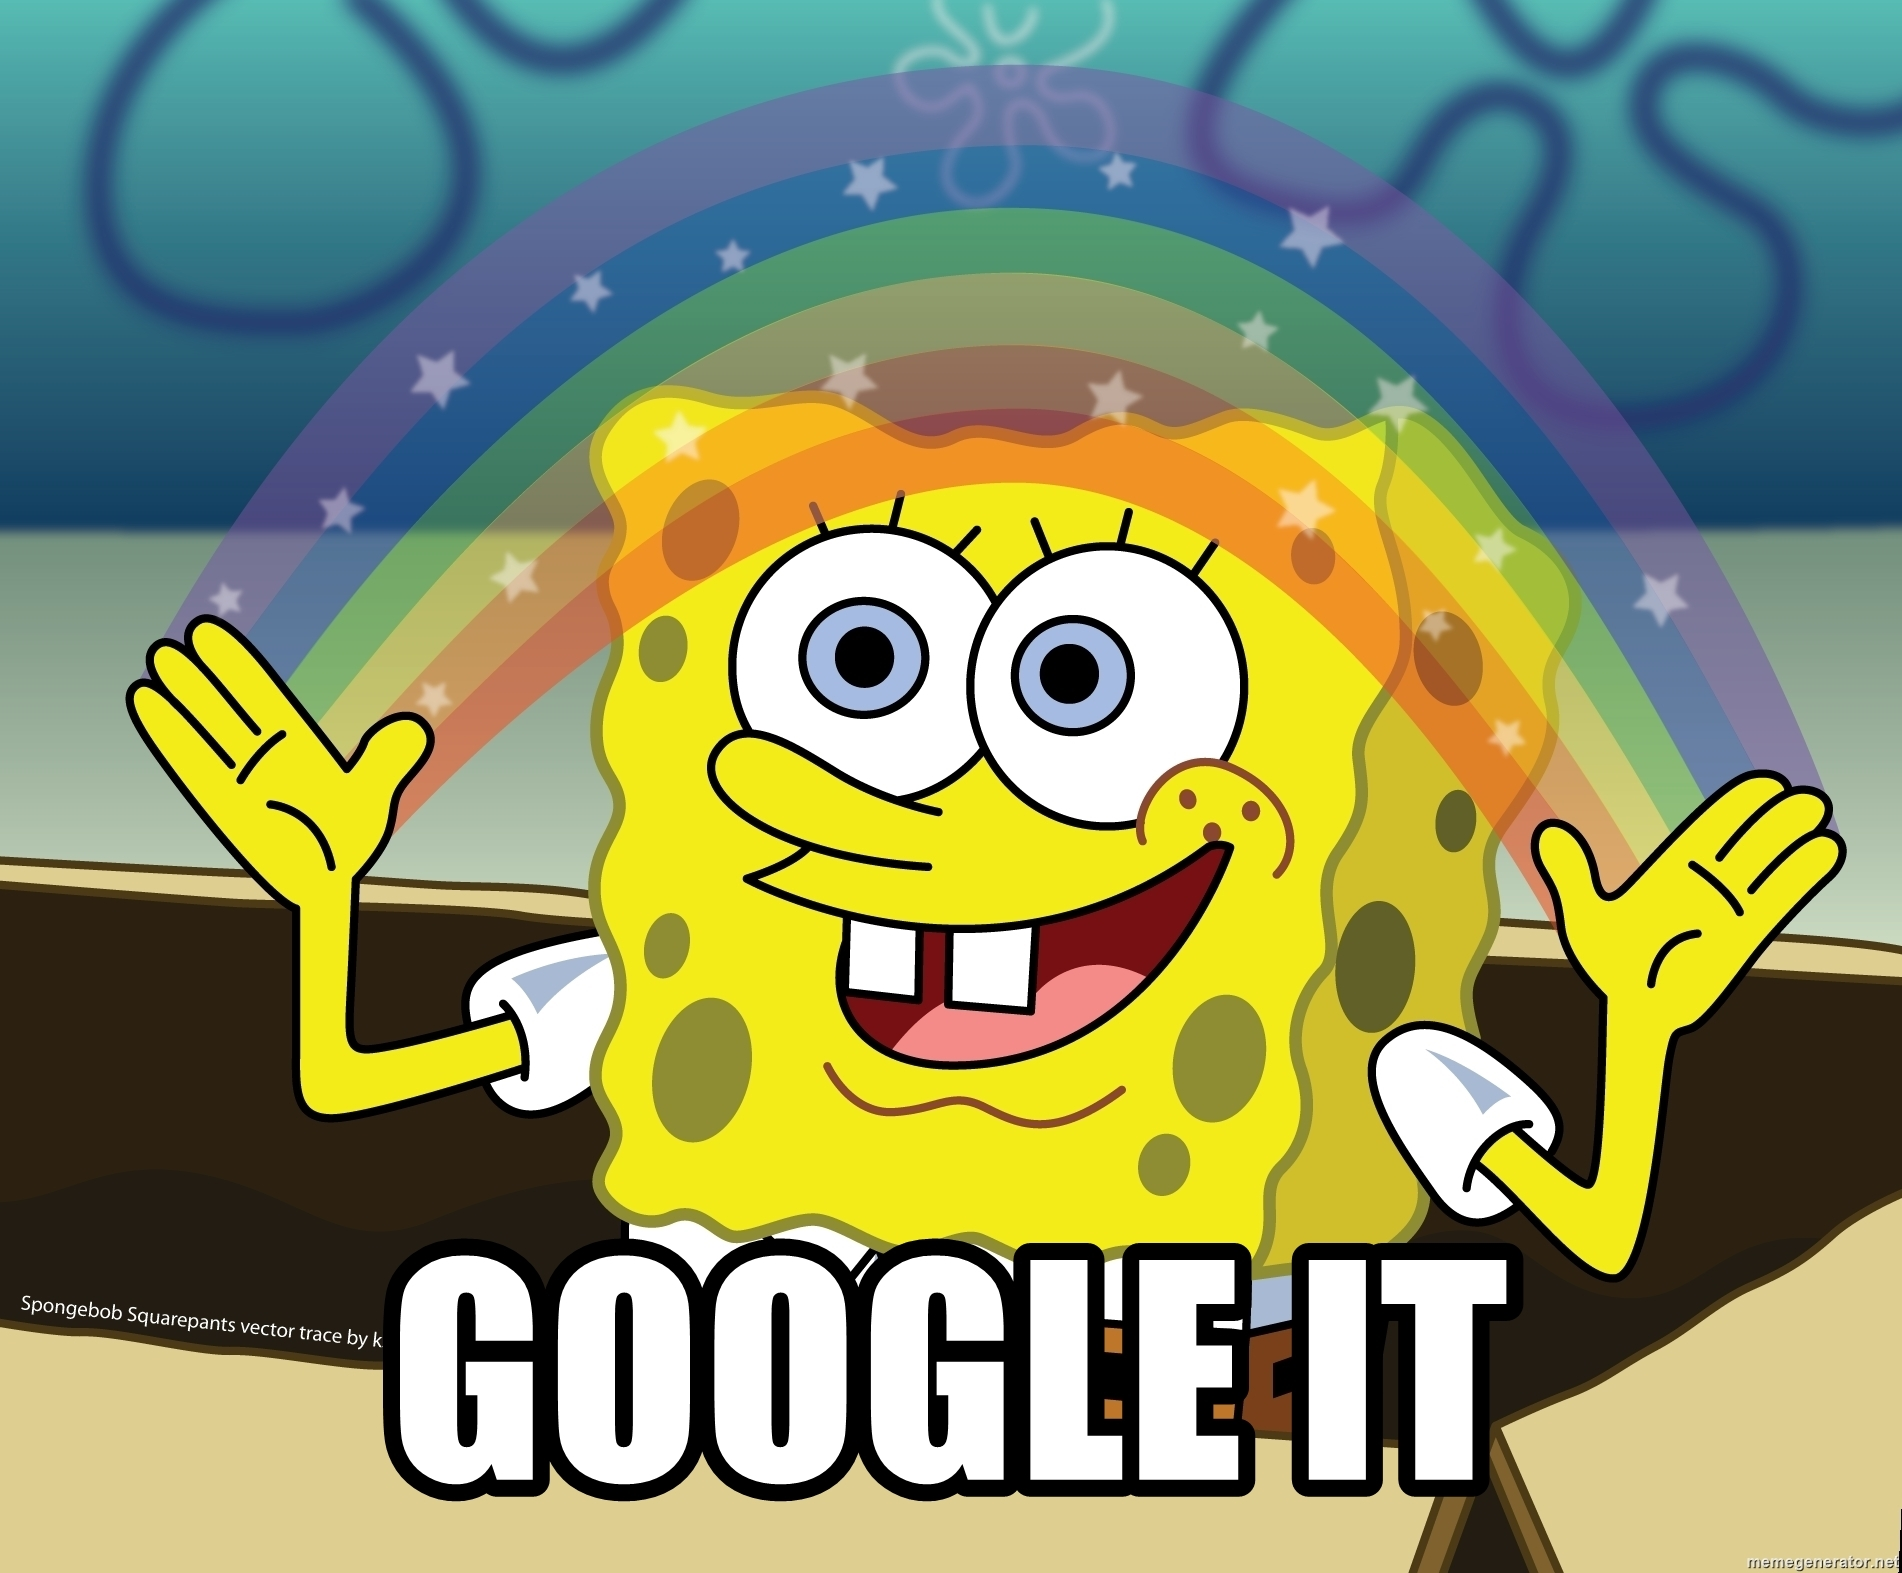 Spongebob Squarepants vector trace by
GOOGLE IT
memegenerator.net